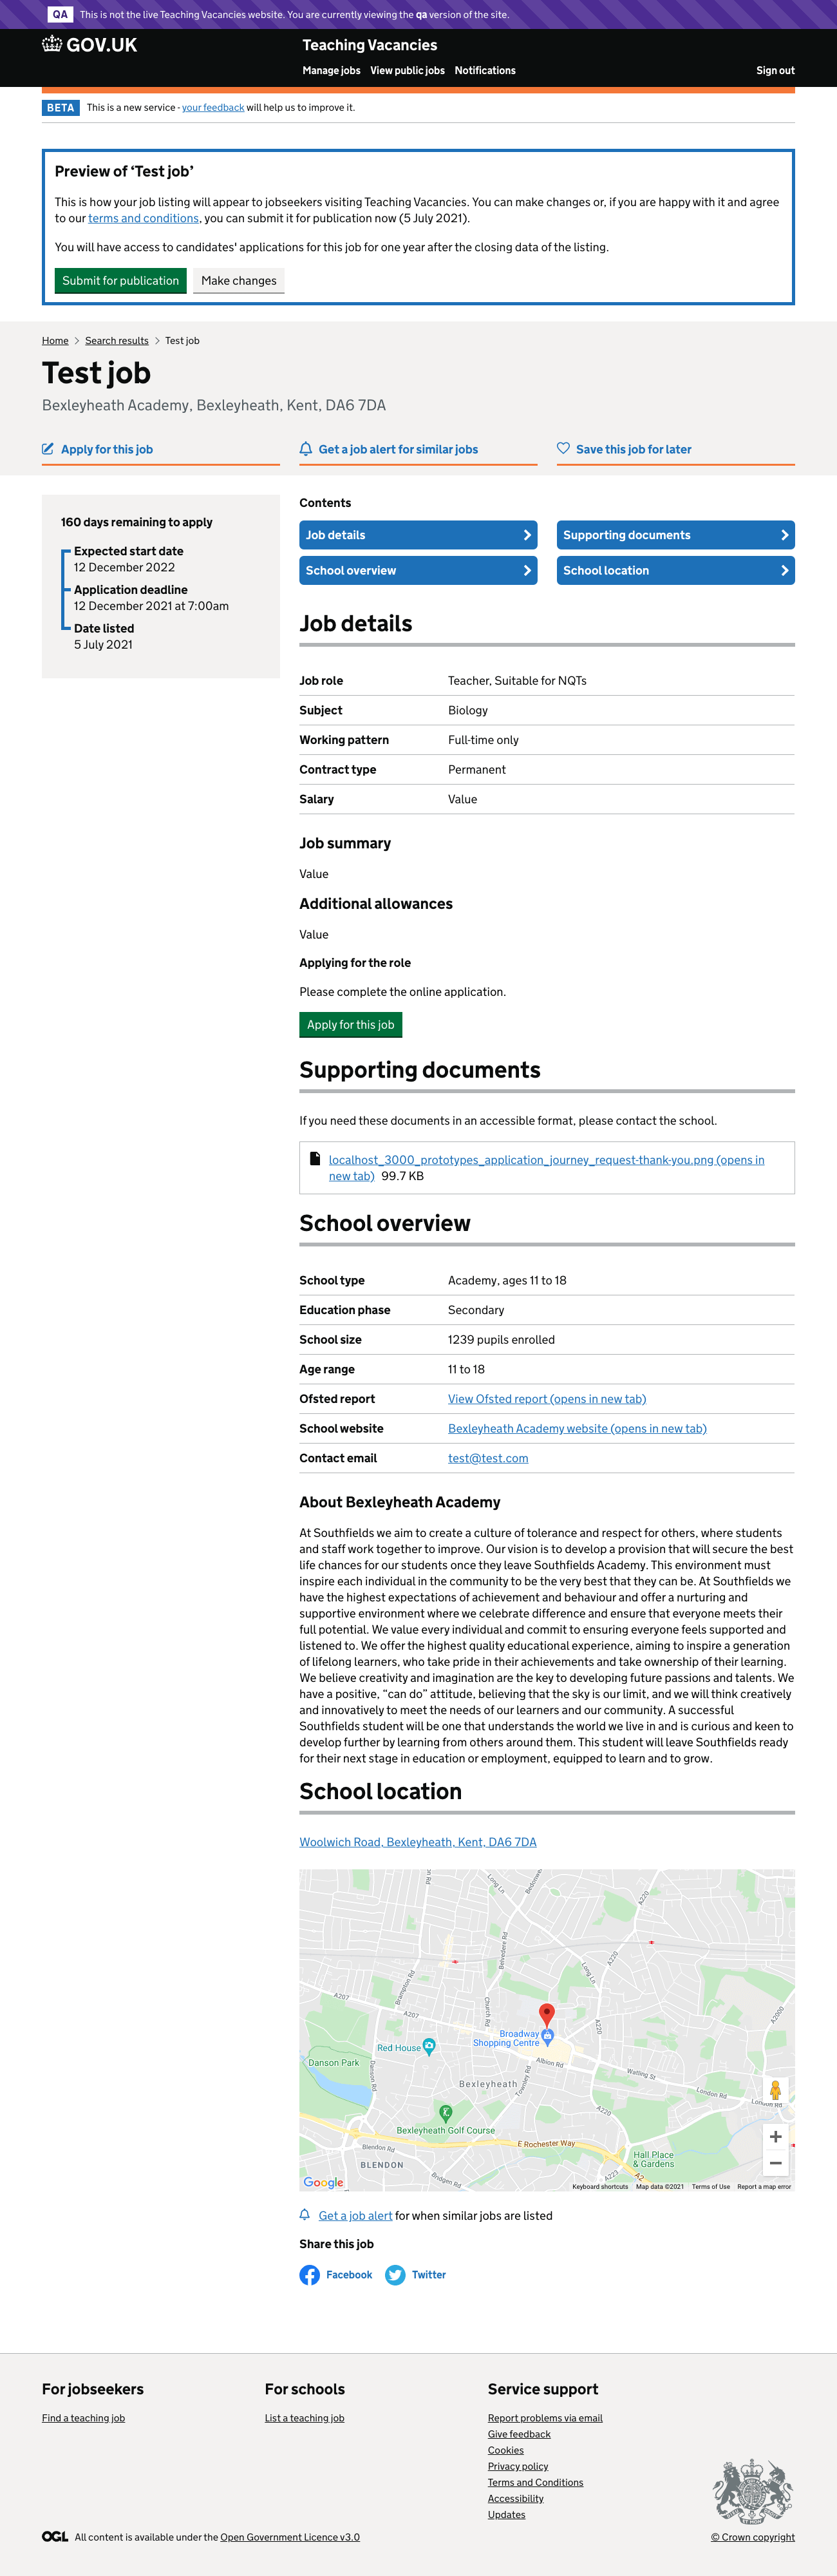 QA This is not the live Teaching Vacancies website. You are currently viewing the qa version of the site.
GOV.UK
Teaching Vacancies
Manage jobs View public jobs Notifications Sign out
BETA This is a new service - your feedback will help us to improve it.
Preview of ‘Test job’
This is how your job listing will appear to jobseekers visiting Teaching Vacancies. You can make changes or, if you are happy with it and agree
to our terms and conditions, you can submit it for publication now (5 July 2021).
You will have access to candidates' applications for this job for one year after the closing data of the listing.
Submit for publication Make changes
Home Search results Test job
Test job
Bexleyheath Academy, Bexleyheath, Kent, DA6 7DA
Apply for this job Get a job alert for similar jobs Save this job for later
160 days remaining to apply
Expected start date
12 December 2022
Application deadline
12 December 2021 at 7:00am
Date listed
5 July 2021
Contents
Job details Supporting documents
School overview School location
Job details
Job role Teacher, Suitable for NQTs
Subject Biology
Working pattern Full-time only
Contract type Permanent
Salary Value
Job summary
Value
Additional allowances
Value
Applying for the role
Please complete the online application.
Apply for this job
Supporting documents
If you need these documents in an accessible format, please contact the school.
localhost_3000_prototypes_application_journey_request-thank-you.png (opens in
new tab) 99.7 KB
School overview
School type Academy, ages 11 to 18
Education phase Secondary
School size 1239 pupils enrolled
Age range 11 to 18
Ofsted report View Ofsted report (opens in new tab)
School website Bexleyheath Academy website (opens in new tab)
Contact email test@test.com
About Bexleyheath Academy
At Southfields we aim to create a culture of tolerance and respect for others, where students
and staff work together to improve. Our vision is to develop a provision that will secure the best
life chances for our students once they leave Southfields Academy. This environment must
inspire each individual in the community to be the very best that they can be. At Southfields we
have the highest expectations of achievement and behaviour and offer a nurturing and
supportive environment where we celebrate difference and ensure that everyone meets their
full potential. We value every individual and commit to ensuring everyone feels supported and
listened to. We offer the highest quality educational experience, aiming to inspire a generation
of lifelong learners, who take pride in their achievements and take ownership of their learning.
We believe creativity and imagination are the key to developing future passions and talents. We
have a positive, “can do” attitude, believing that the sky is our limit, and we will think creatively
and innovatively to meet the needs of our learners and our community. A successful
Southfields student will be one that understands the world we live in and is curious and keen to
develop further by learning from others around them. This student will leave Southfields ready
for their next stage in education or employment, equipped to learn and to grow.
School location
Woolwich Road, Bexleyheath, Kent, DA6 7DA
Long Ln
A220
Belvedere Rd
Long Ln
A220
Brampton Rd
A207
A207
Church Rd
A220
A2000
Broadway
Shopping Centre
Red House
Albion Rd
Danson Park
Danson Rd
Watling St
Townley Rd
Bexleyheath
London Rd
London Rd
A220
Bexleyheath Golf Course
E Rochester Way
Blendon Rd
Hall Place
& Gardens
BLENDON
Bridgen Rd
A223
A2
Google
Keyboard shortcuts Map data ©2021 Terms of Use Report a map error
Get a job alert for when similar jobs are listed
Share this job
Facebook Twitter
For jobseekers
Find a teaching job
For schools
List a teaching job
Service support
Report problems via email
Give feedback
Cookies
Privacy policy
Terms and Conditions
Accessibility
Updates
OGL All content is available under the Open Government Licence v3.0
© Crown copyright